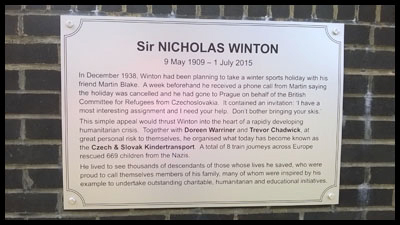 Sir NICHOLAS WINTON
9 May 1909 – 1 July 2015
In December 1938, Winton had been planning to take a winter sports holiday with his
friend Martin Blake. A week beforehand he received a phone call from Martin saying
the holiday was cancelled and he had gone to Prague on behalf of the British
Committee for Refugees from Czechoslovakia. It contained an invitation: 'I have a
most interesting assignment and I need your help. Don't bother bringing your skis.'
This simple appeal would thrust Winton into the heart of a rapidly developing
humanitarian crisis. Together with Doreen Warriner and Trevor Chadwick, at
great personal risk to themselves, he organised what today has become known as
the Czech & Slovak Kindertransport. A total of 8 train journeys across Europe
rescued 669 children from the Nazis.
He lived to see thousands of descendants of those whose lives he saved, who were
proud to call themselves members of his family, many of whom were inspired by his
example to undertake outstanding charitable, humanitarian and educational initiatives.